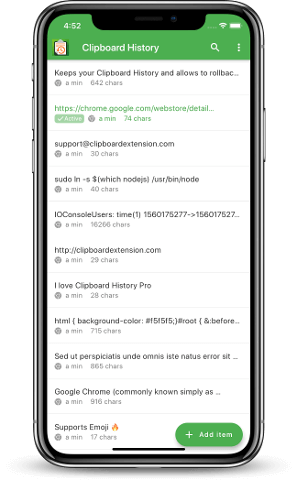 4:52
Clipboard History
Keeps your Clipboard History and allows to rollbac...
a min 642 chars
https://chrome.google.com/webstore/detail...
Active a min 74 chars
support@clipboardextension.com
a min 30 chars
sudo ln -s $(which nodejs) /usr/bin/node
a min 40 chars
IOConsoleUsers: time(1) 1560175277->156017527...
a min 16266 chars
http://clipboardextension.com
a min 29 chars
I love Clipboard History Pro
a min 28 chars
html { background-color: #f5f5f5;}#root { &:before...
a min 715 chars
Sed ut perspiciatis unde omnis iste natus error sit ...
a min 865 chars
Google Chrome (commonly known simply as ...
a min 916 chars
Supports Emoji 🔥
a min 17 chars
+ Add item